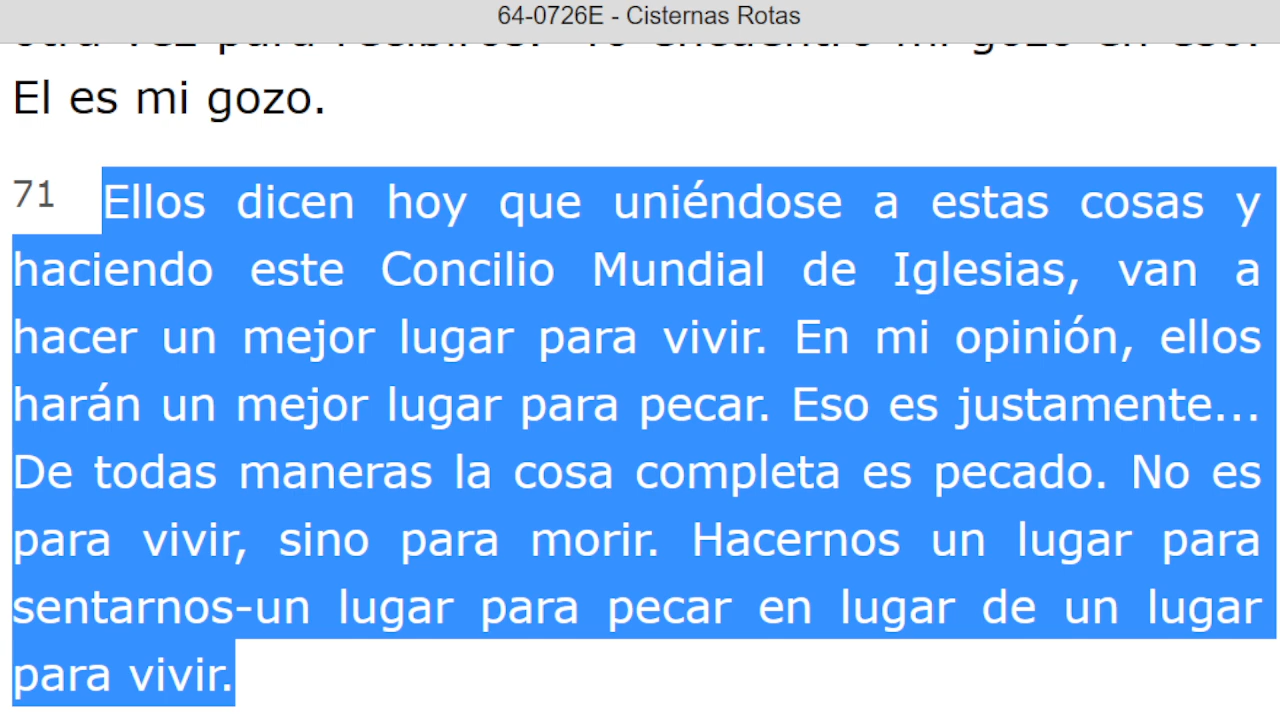 64-0726E - Cisternas Rotas
El es mi gozo.
71 Ellos dicen hoy que uniéndose a estas cosas y
haciendo este Concilio Mundial de Iglesias, van a
hacer un mejor lugar para vivir. En mi opinión, ellos
harán un mejor lugar para pecar. Eso es justamente...
De todas maneras la cosa completa es pecado. No es
para vivir, sino para morir. Hacernos un lugar para
sentarnos-un lugar para pecar en lugar de un lugar
para vivir.